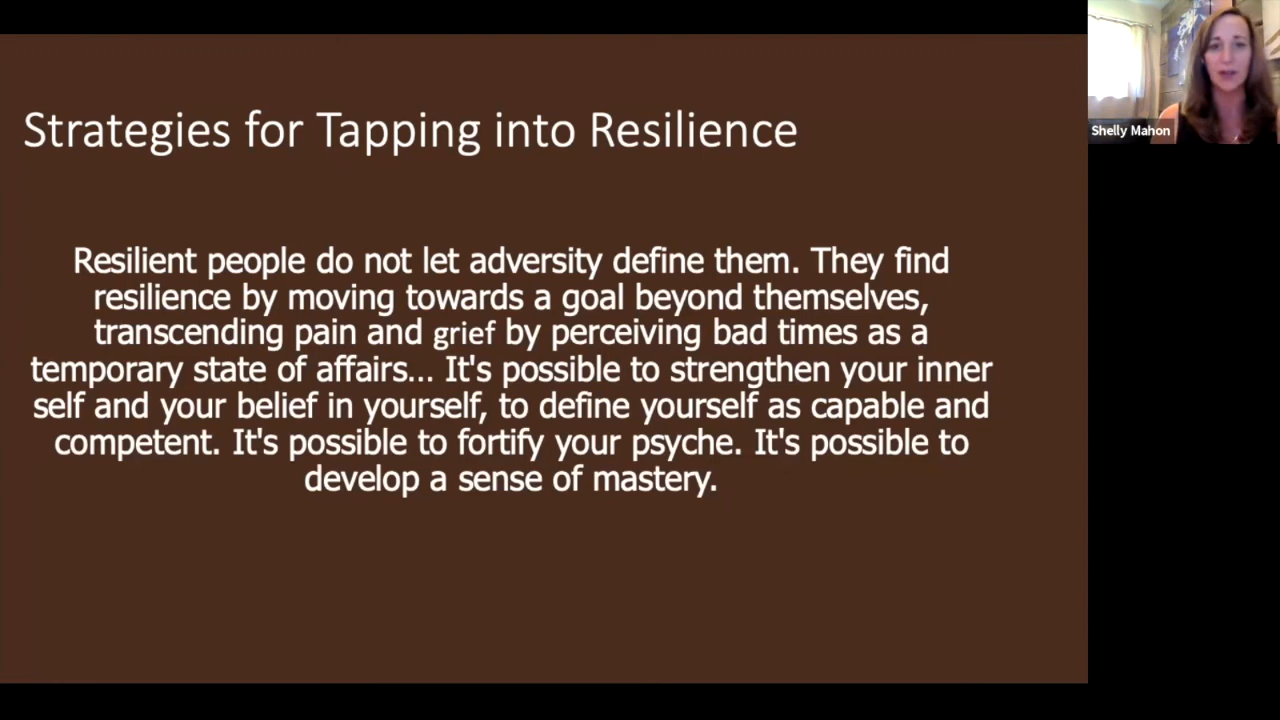 Strategies for Tapping into Resilience
Resilient people do not let adversity define them. They find
resilience by moving towards a goal beyond themselves,
transcending pain and grief by perceiving bad times as a
temporary state of affairs... It's possible to strengthen your inner
self and your belief in yourself, to define yourself as capable and
competent. It's possible to fortify your psyche. It's possible to
develop a sense of mastery.
Shelly Mahon